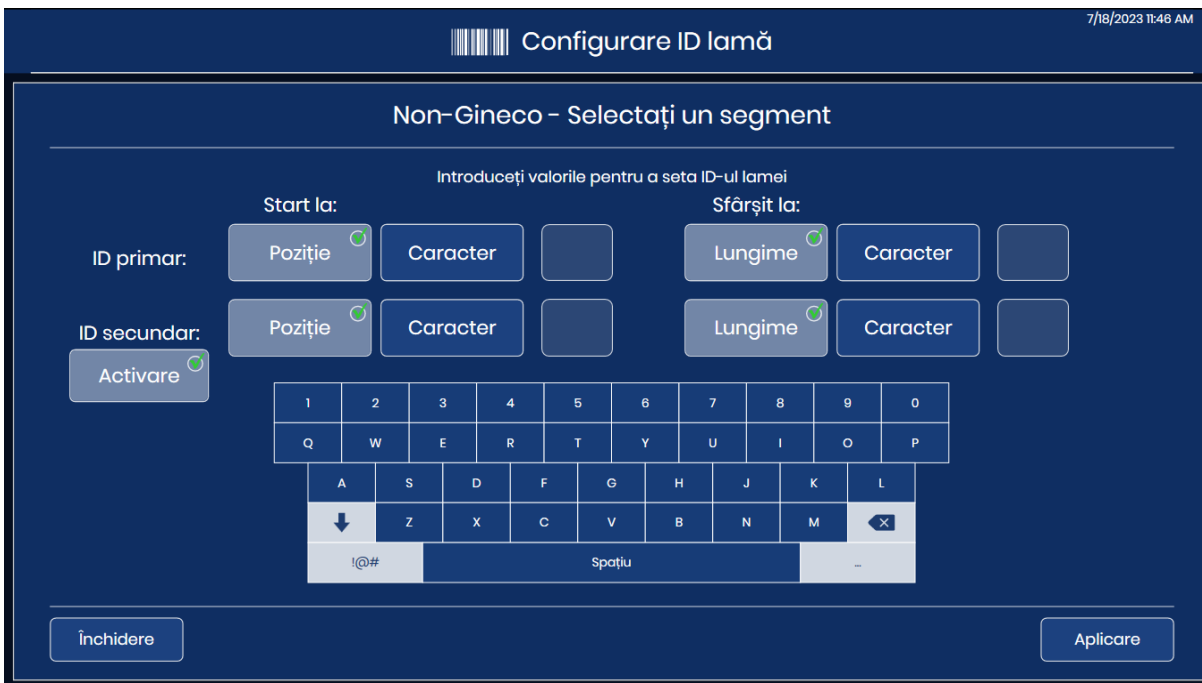 7/18/2023 11:46 AM
Configurare ID lamă
Non-Gineco - Selectați un segment
Introduceți valorile pentru a seta ID-ul lamei
Start la: Sfârșit la:
ID primar: Poziție Caracter Lungime Caracter
ID secundar: Poziție Caracter Lungime Caracter
Activare
1 2 3 4 5 6 7 8 9 0
Q W E R T Y U I O P
A S D F G H J K L
Z X C V B N M
!@# Spațiu ...
Închidere Aplicare